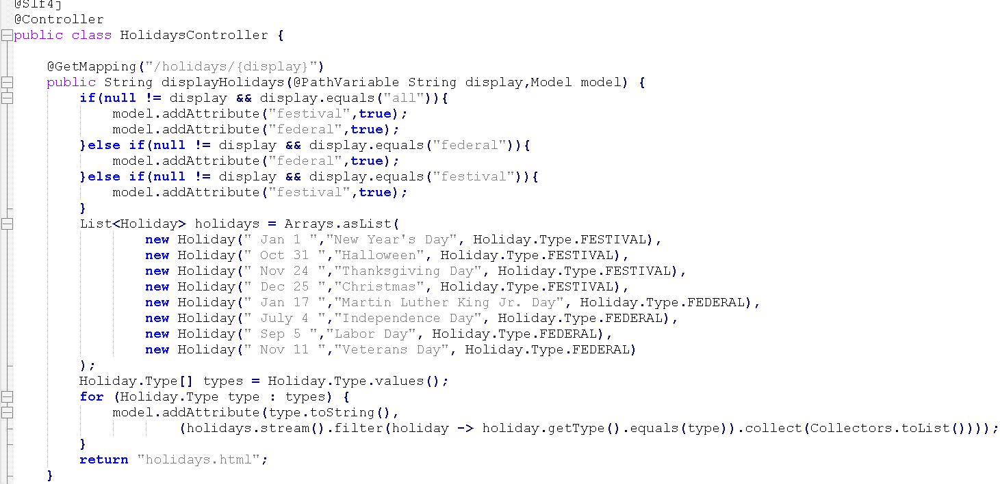 @Slf4j
@Controller
public class HolidaysController {
@GetMapping("/holidays/{display}")
public String displayHolidays(@PathVariable String display,Model model) {
if(null != display && display.equals("all")){
model.addAttribute("festival",true);
model.addAttribute("federal",true);
}else if(null != display && display.equals("federal")){
model.addAttribute("federal",true);
}else if(null != display && display.equals("festival")){
model.addAttribute("festival",true);
}
List<Holiday> holidays = Arrays.asList(
new Holiday(" Jan 1 ","New Year's Day", Holiday.Type.FESTIVAL),
new Holiday(" Oct 31 ","Halloween", Holiday.Type.FESTIVAL),
new Holiday(" Nov 24 ","Thanksgiving Day", Holiday.Type.FESTIVAL),
new Holiday(" Dec 25 ","Christmas", Holiday.Type.FESTIVAL),
new Holiday(" Jan 17 ","Martin Luther King Jr. Day", Holiday.Type.FEDERAL),
new Holiday(" July 4 ","Independence Day", Holiday.Type.FEDERAL),
new Holiday(" Sep 5 ","Labor Day", Holiday.Type.FEDERAL),
new Holiday(" Nov 11 ","Veterans Day", Holiday.Type.FEDERAL)
);
Holiday.Type[] types = Holiday.Type.values();
for (Holiday.Type type : types) {
model.addAttribute(type.toString(),
(holidays.stream().filter(holiday -> holiday.getType().equals(type)).collect(Collectors.toList())));
}
return "holidays.html";
}